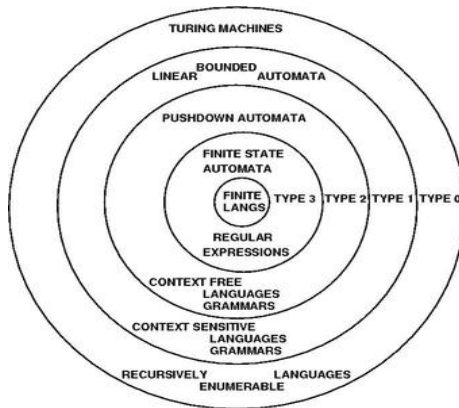 TURING MACHINES
BOUNDED
LINEAR AUTOMATA
PUSHDOWN AUTOMATA
FINITE STATE
AUTOMATA
FINITE
LANGS
TYPE 3 TYPE 2 TYPE 1 TYPE 0
REGULAR
EXPRESSIONS
CONTEXT FREE
LANGUAGES
GRAMMARS
CONTEXT SENSITIVE
LANGUAGES
GRAMMARS
RECURSIVELY LANGUAGES
ENUMERABLE